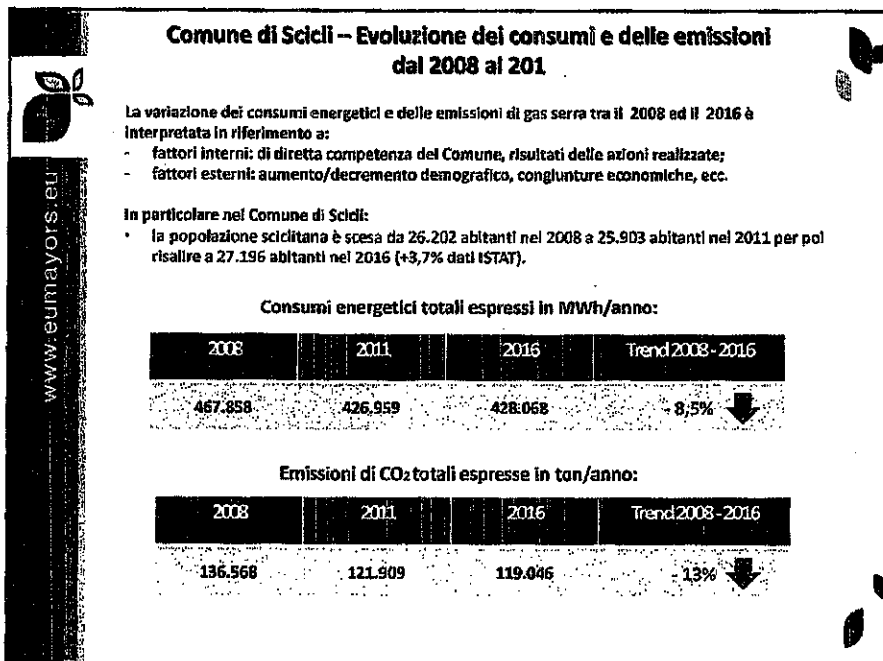 Comune di Scicli – Evoluzione dei consumi e delle emissioni
dal 2008 al 201
La variazione dei consumi energetici e delle emissioni di gas serra tra il 2008 ed il 2016 è
interpretata in riferimento a:
- fattori interni: di diretta competenza del Comune, risultati delle azioni realizzate;
- fattori esterni: aumento/decremento demografico, congiunture economiche, ecc.
In particolare nel Comune di Scicli:
• la popolazione sciclitana è scesa da 26.202 abitanti nel 2008 a 25.903 abitanti nel 2011 per poi
risalire a 27.196 abitanti nel 2016 (+3,7% dati ISTAT).
Consumi energetici totali espressi in MWh/anno:
2008 2011 2016 Trend 2008 - 2016
467.858 426.959 428.068 - 8,5%
Emissioni di CO2 totali espresse in ton/anno:
2008 2011 2016 Trend 2008 - 2016
136.568 121.909 119.046 - 13%
www.eumayors.eu